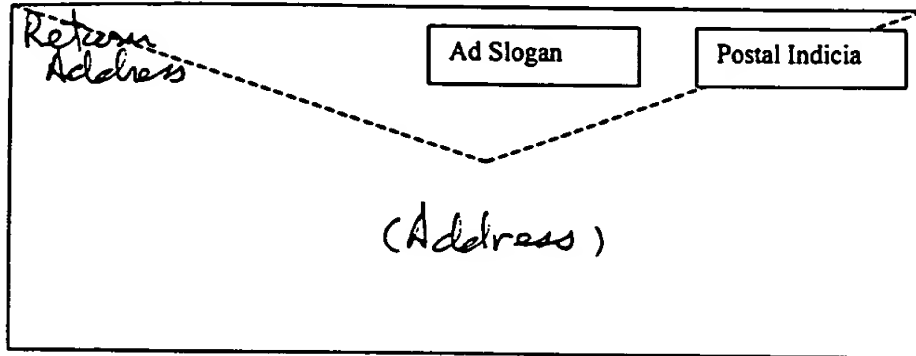 Return
Address
Ad Slogan
Postal Indicia
(Address)